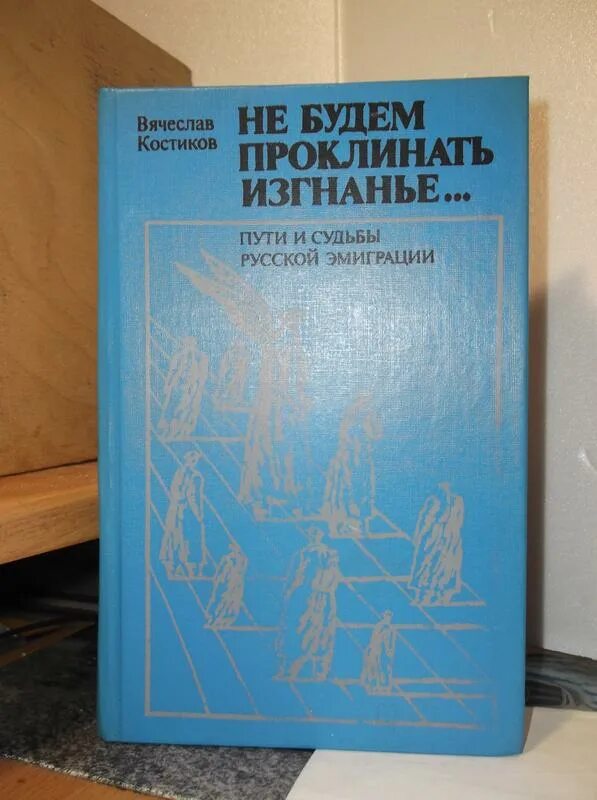 Вячеслав
Костиков
НЕ БУДЕМ
ПРОКЛИНАТЬ
ИЗГНАНЬЕ...
ПУТИ И СУДЬБЫ
РУССКОЙ ЭМИГРАЦИИ